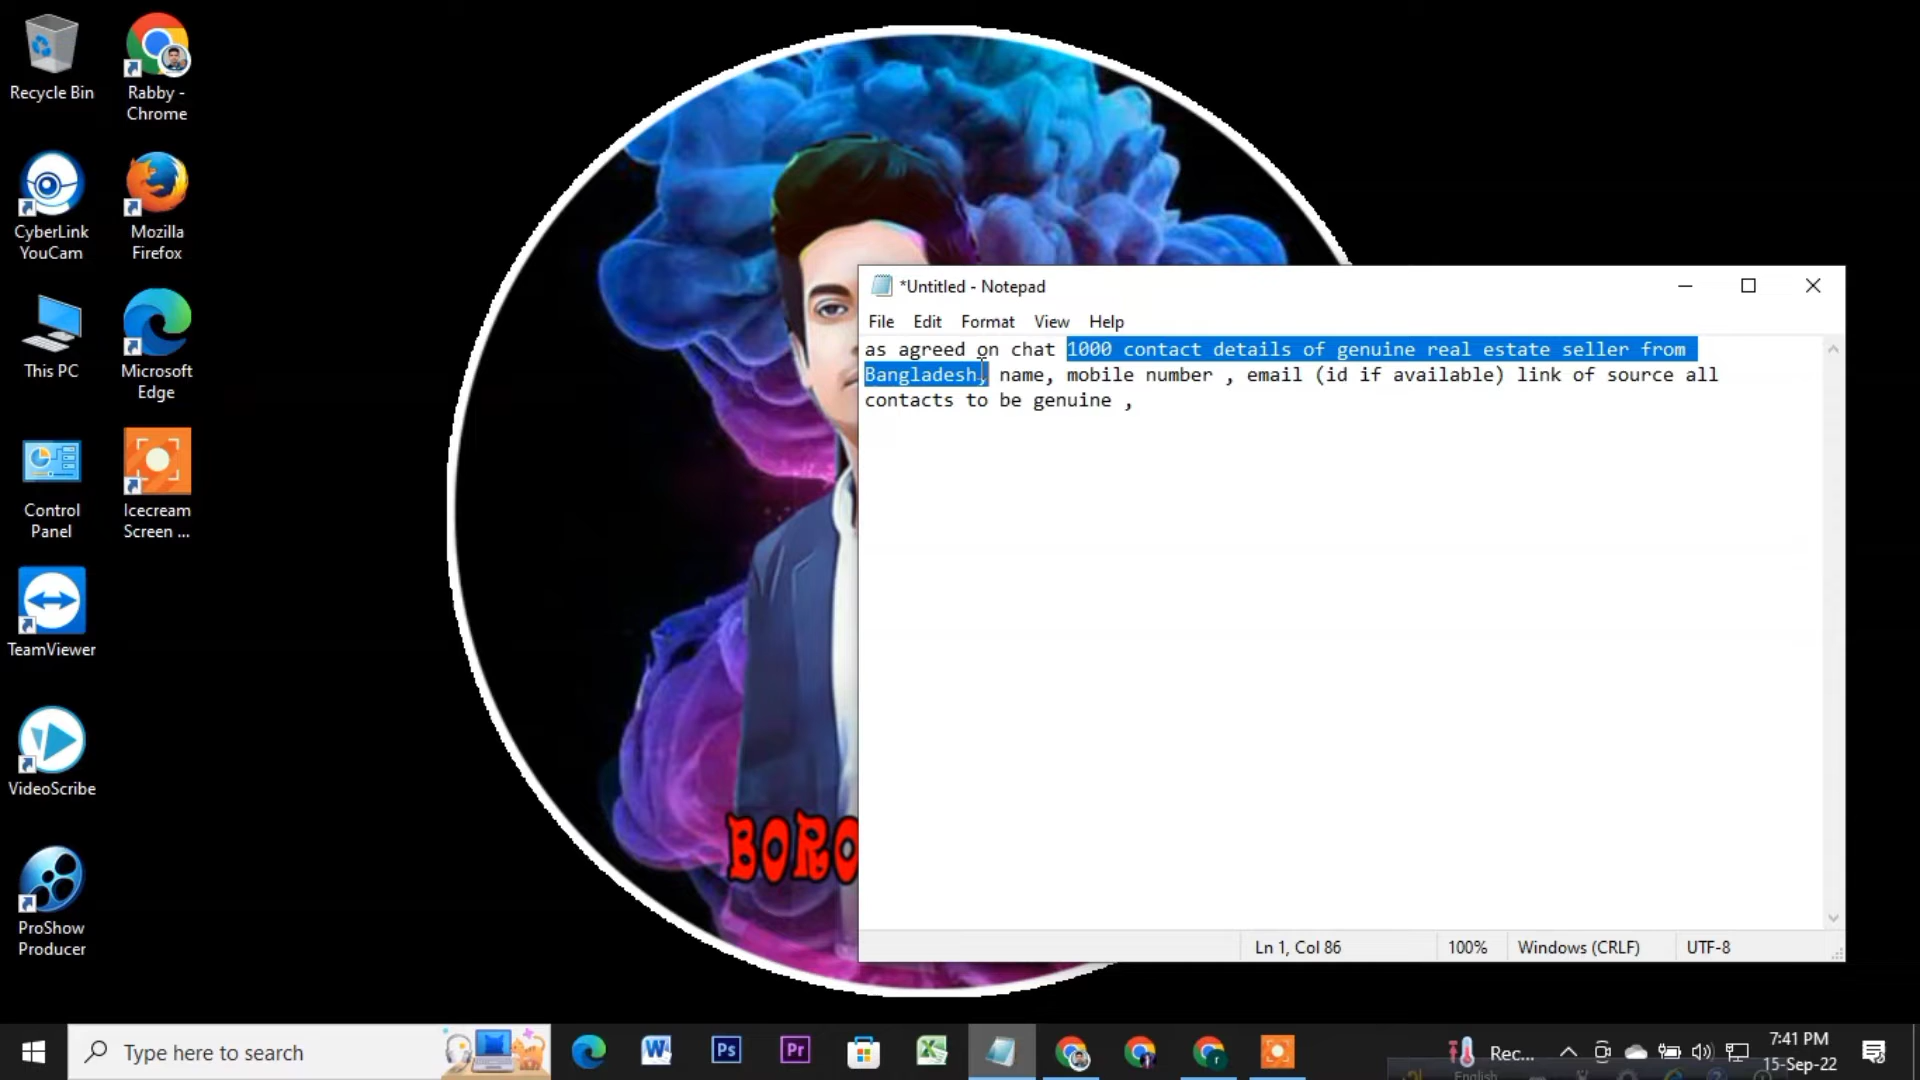 Recycle Bin
Rabby -
Chrome
CyberLink
YouCam
Mozilla
Firefox
This PC
Microsoft
Edge
Control
Panel
Icecream
Screen ...
TeamViewer
VideoScribe
ProShow
Producer
BORO
*Untitled - Notepad
File Edit Format View Help
as agreed on chat 1000 contact details of genuine real estate seller from
Bangladesh, name, mobile number , email (id if available) link of source all
contacts to be genuine ,
Ln 1, Col 86 100% Windows (CRLF) UTF-8
Type here to search
W
Ps
Pr
r
Rec...
7:41 PM
15-Sep-22
English